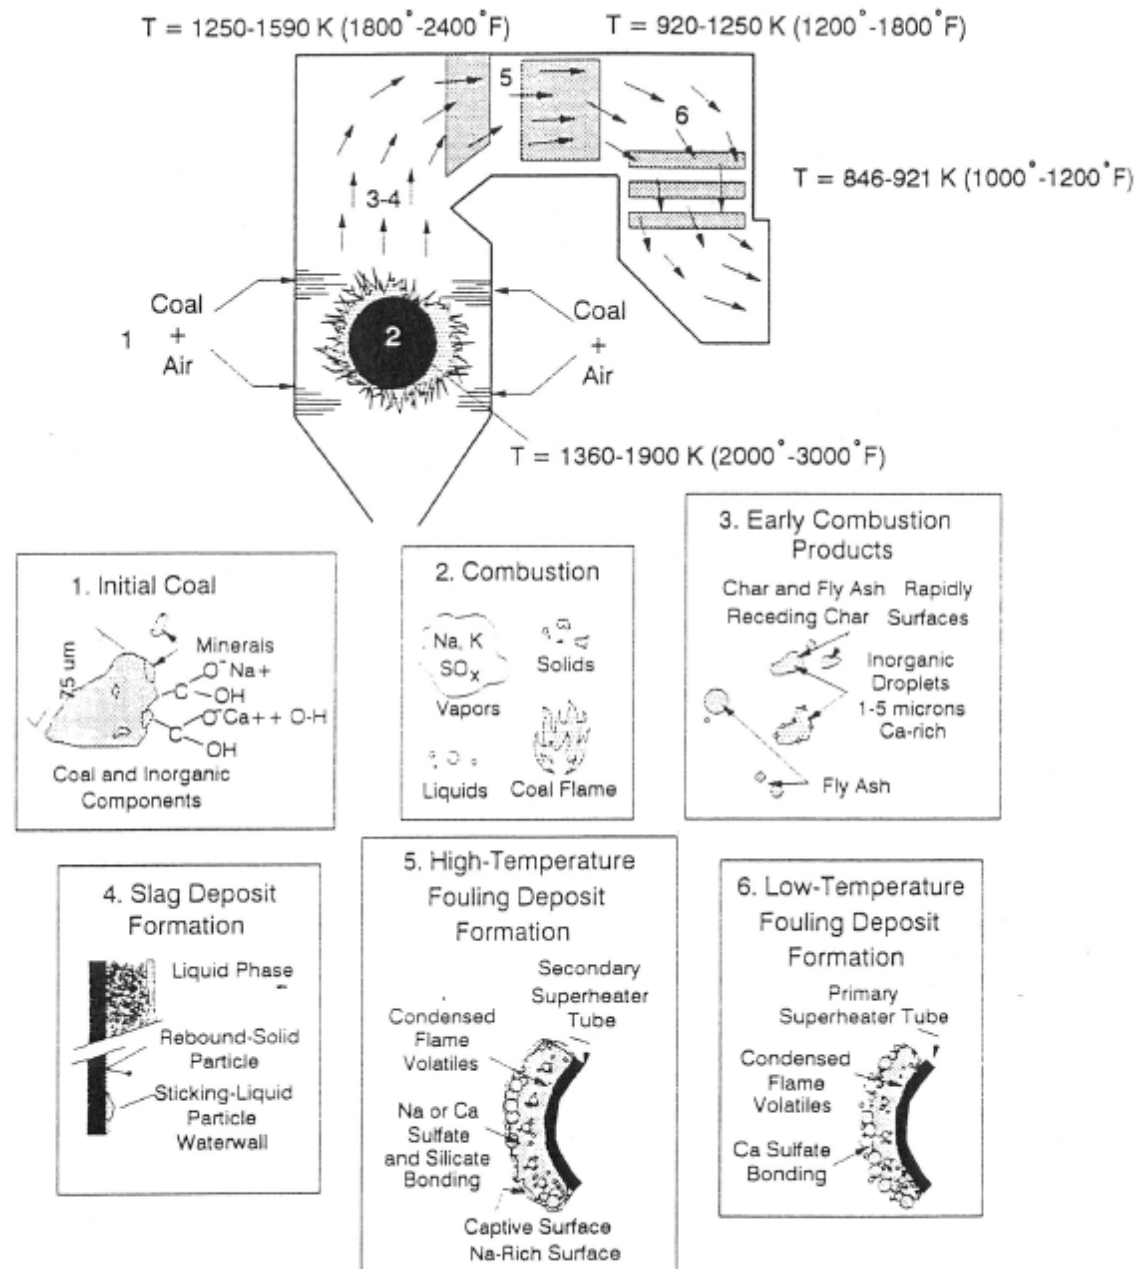 T = 1250-1590 K (1800°-2400°F)
T = 920-1250 K (1200°-1800°F)
5
6
T = 846-921 K (1000°-1200°F)
3-4
Coal
+
Air
1
2
Coal
+
Air
T = 1360-1900 K (2000°-3000°F)
1. Initial Coal
75 um
Minerals
O⁻Na+
C
OH
O⁻Ca++ O-H
C
OH
Coal and Inorganic
Components
2. Combustion
Na, K
SOx
Vapors
Solids
Liquids
Coal Flame
3. Early Combustion
Products
Char and Fly Ash Rapidly
Receding Char Surfaces
Inorganic
Droplets
1-5 microns
Ca-rich
Fly Ash
4. Slag Deposit
Formation
Liquid Phase
Rebound-Solid
Particle
Sticking-Liquid
Particle
Waterwall
5. High-Temperature
Fouling Deposit
Formation
Secondary
Superheater
Tube
Condensed
Flame
Volatiles
Na or Ca
Sulfate
and Silicate
Bonding
Captive Surface
Na-Rich Surface
6. Low-Temperature
Fouling Deposit
Formation
Primary
Superheater Tube
Condensed
Flame
Volatiles
Ca Sulfate
Bonding